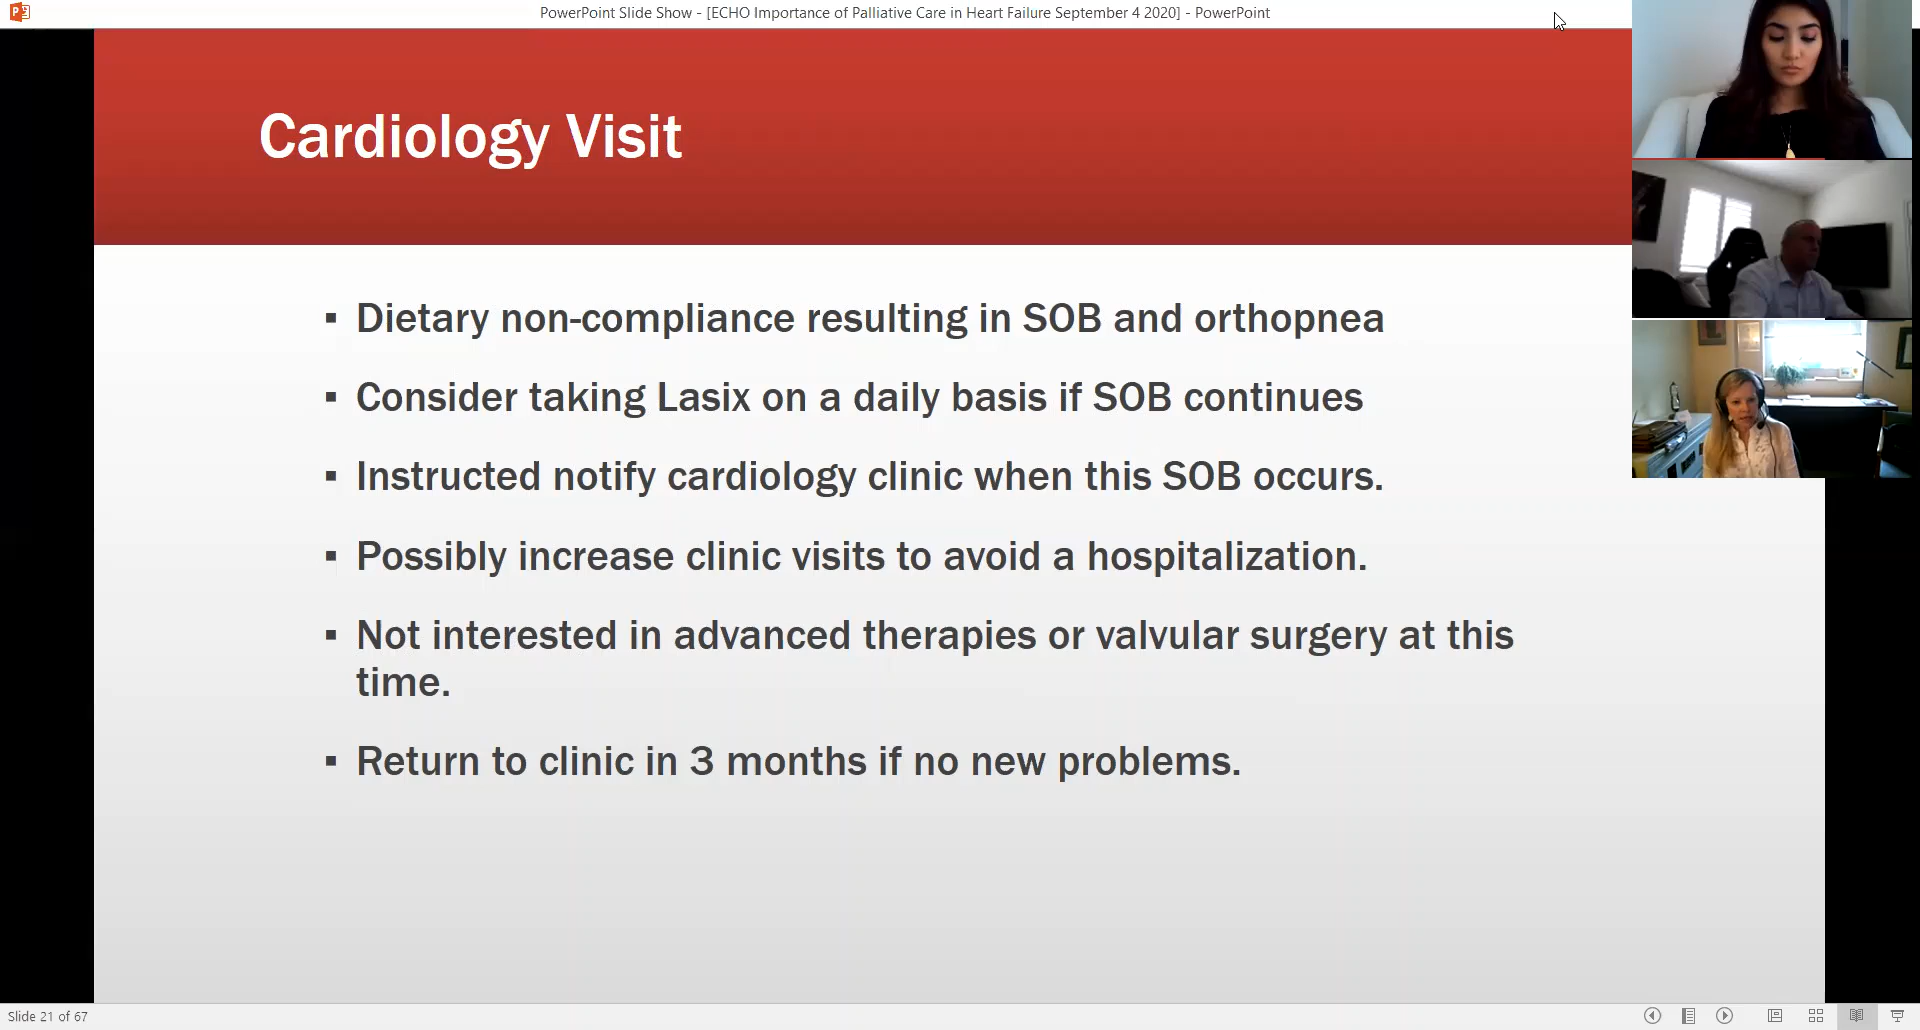 PowerPoint Slide Show - [ECHO Importance of Palliative Care in Heart Failure September 4 2020] - PowerPoint
Cardiology Visit
▪ Dietary non-compliance resulting in SOB and orthopnea
▪ Consider taking Lasix on a daily basis if SOB continues
▪ Instructed notify cardiology clinic when this SOB occurs.
▪ Possibly increase clinic visits to avoid a hospitalization.
▪ Not interested in advanced therapies or valvular surgery at this
time.
▪ Return to clinic in 3 months if no new problems.
Slide 21 of 67